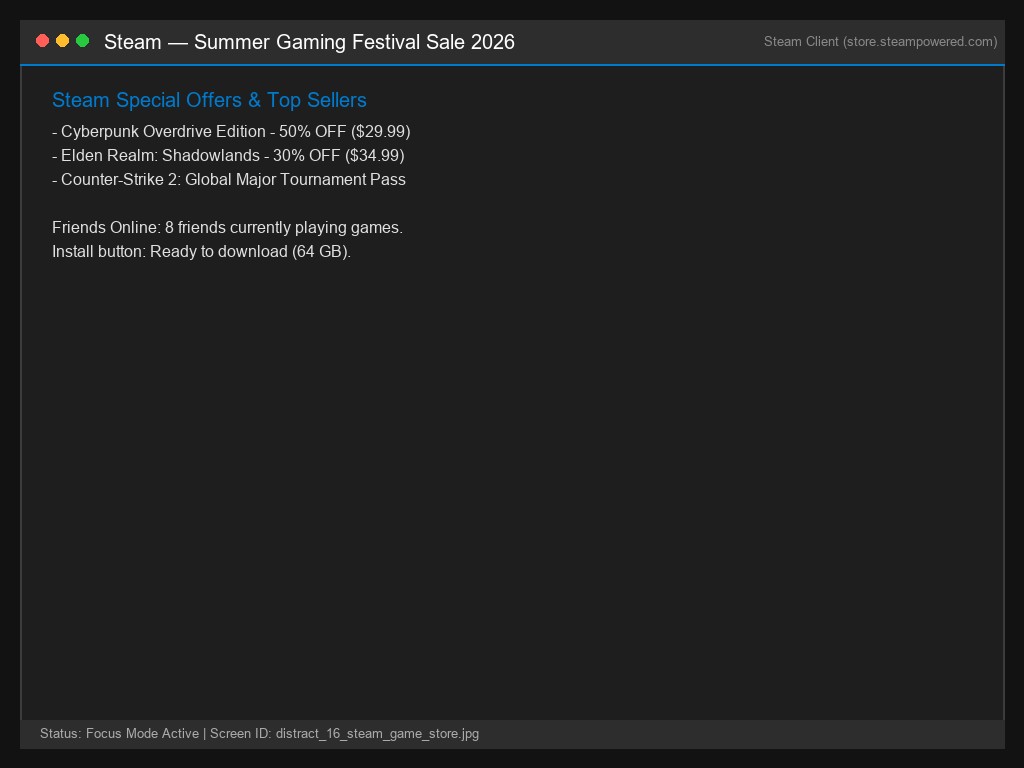 Steam — Summer Gaming Festival Sale 2026
Steam Client (store.steampowered.com)
Steam Special Offers & Top Sellers
- Cyberpunk Overdrive Edition - 50% OFF ($29.99)
- Elden Realm: Shadowlands - 30% OFF ($34.99)
- Counter-Strike 2: Global Major Tournament Pass
Friends Online: 8 friends currently playing games.
Install button: Ready to download (64 GB).
Status: Focus Mode Active | Screen ID: distract_16_steam_game_store.jpg